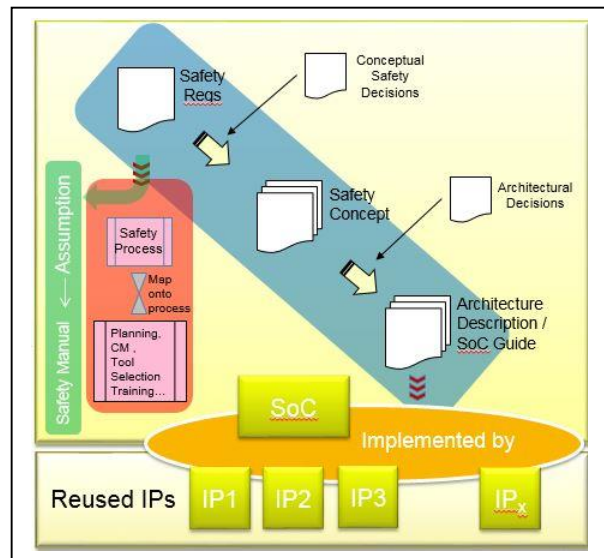 Safety
Reqs
Conceptual
Safety
Decisions
Safety
Concept
Architectural
Decisions
Architecture
Description /
SoC Guide
Safety Manual ← Assumption
Safety
Process
Map
onto
process
Planning,
CM ,
Tool
Selection
Training...
SoC
Implemented by
Reused IPs
IP1
IP2
IP3
IPx